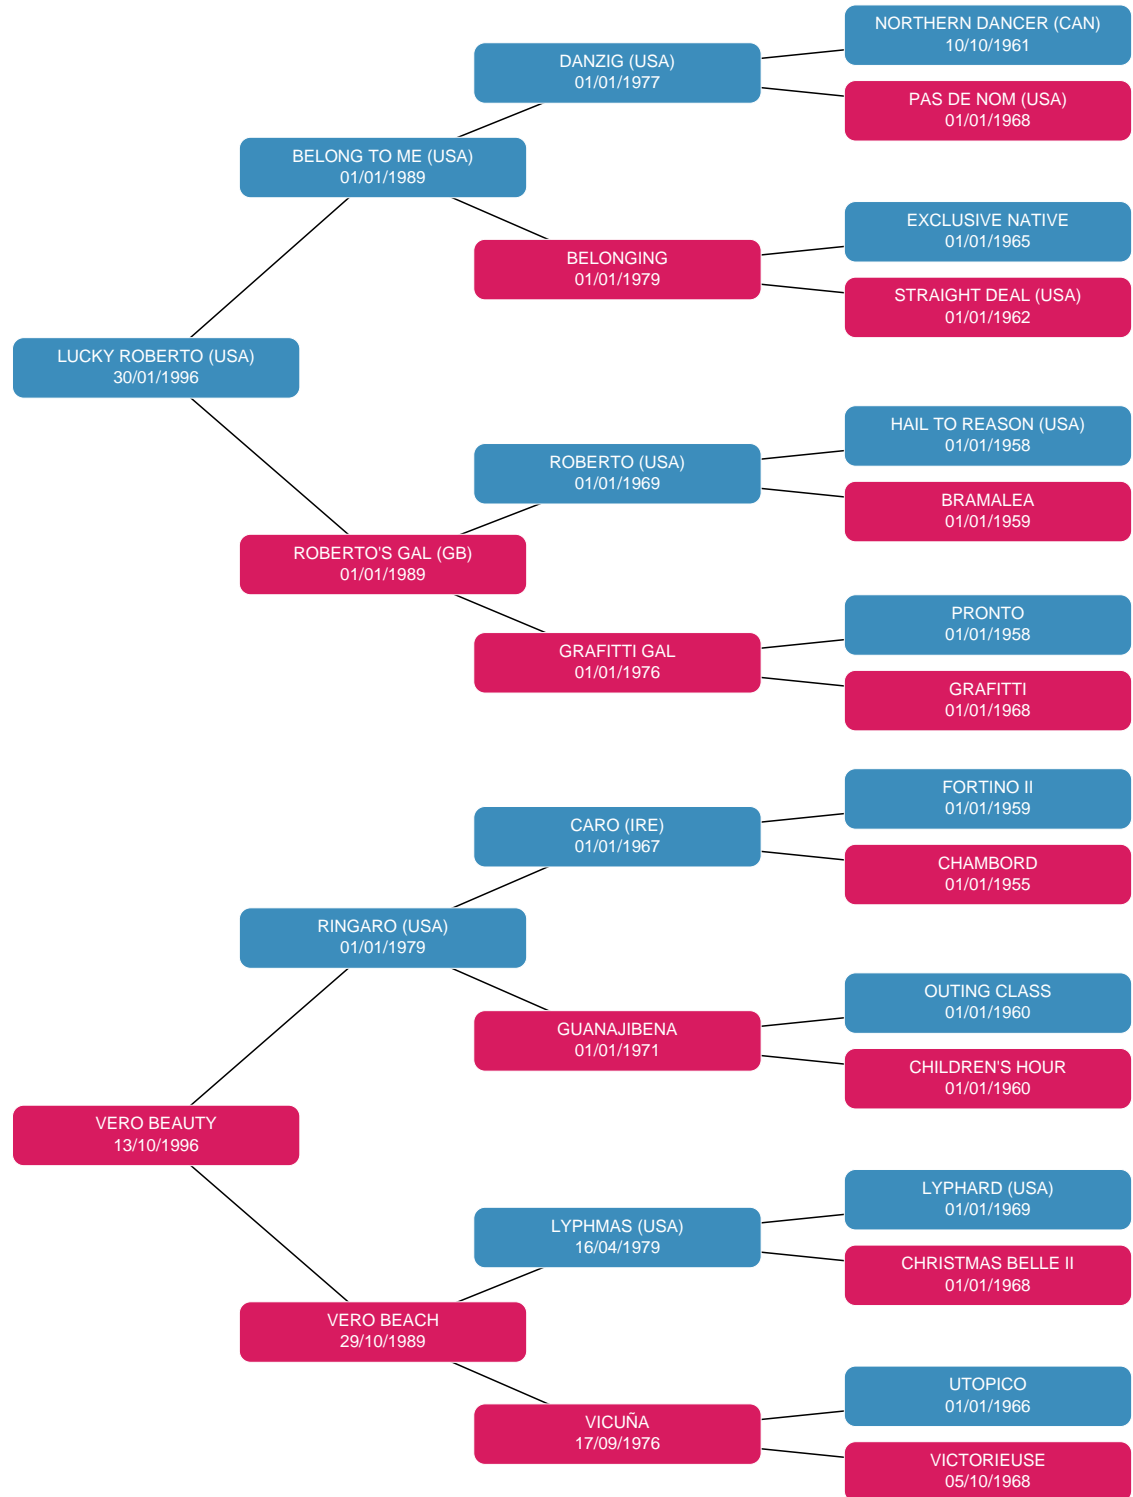 NORTHERN DANCER (CAN)
10/10/1961
DANZIG (USA)
01/01/1977
PAS DE NOM (USA)
01/01/1968
BELONG TO ME (USA)
01/01/1989
EXCLUSIVE NATIVE
01/01/1965
BELONGING
01/01/1979
STRAIGHT DEAL (USA)
01/01/1962
LUCKY ROBERTO (USA)
30/01/1996
HAIL TO REASON (USA)
01/01/1958
ROBERTO (USA)
01/01/1969
BRAMALEA
01/01/1959
ROBERTO'S GAL (GB)
01/01/1989
PRONTO
01/01/1958
GRAFITTI GAL
01/01/1976
GRAFITTI
01/01/1968
FORTINO II
01/01/1959
CARO (IRE)
01/01/1967
CHAMBORD
01/01/1955
RINGARO (USA)
01/01/1979
OUTING CLASS
01/01/1960
GUANAJIBENA
01/01/1971
CHILDREN'S HOUR
01/01/1960
VERO BEAUTY
13/10/1996
LYPHARD (USA)
01/01/1969
LYPHMAS (USA)
16/04/1979
CHRISTMAS BELLE II
01/01/1968
VERO BEACH
29/10/1989
UTOPICO
01/01/1966
VICUÑA
17/09/1976
VICTORIEUSE
05/10/1968